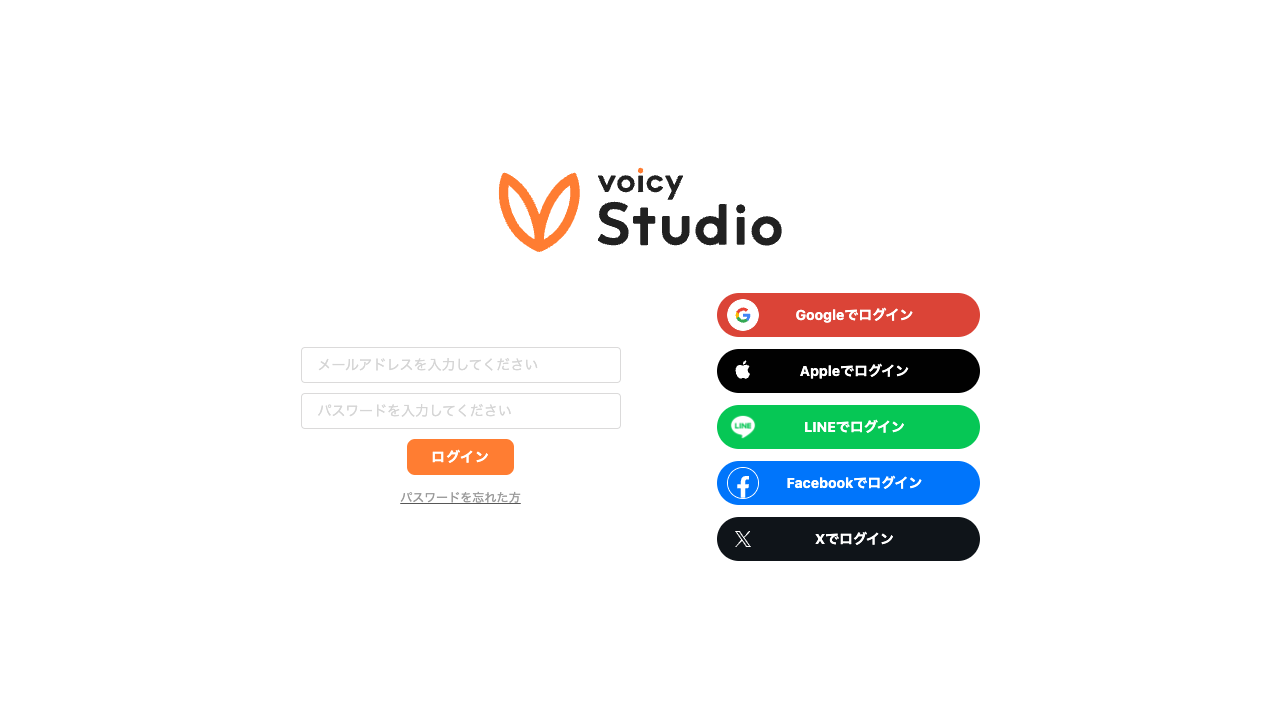 voicy
Studio
メールアドレスを入力してください
パスワードを入力してください
ログイン
パスワードを忘れた方
Googleでログイン
Appleでログイン
LINE
LINEでログイン
Facebookでログイン
Xでログイン